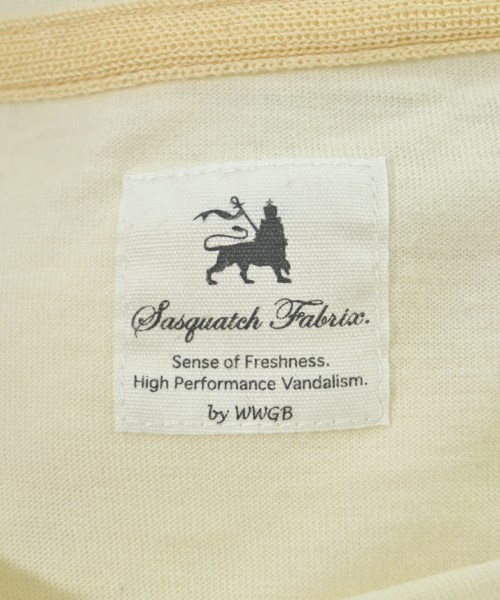 Sasquatch Fabrix.
Sense of Freshness.
High Performance Vandalism.
by WWGB